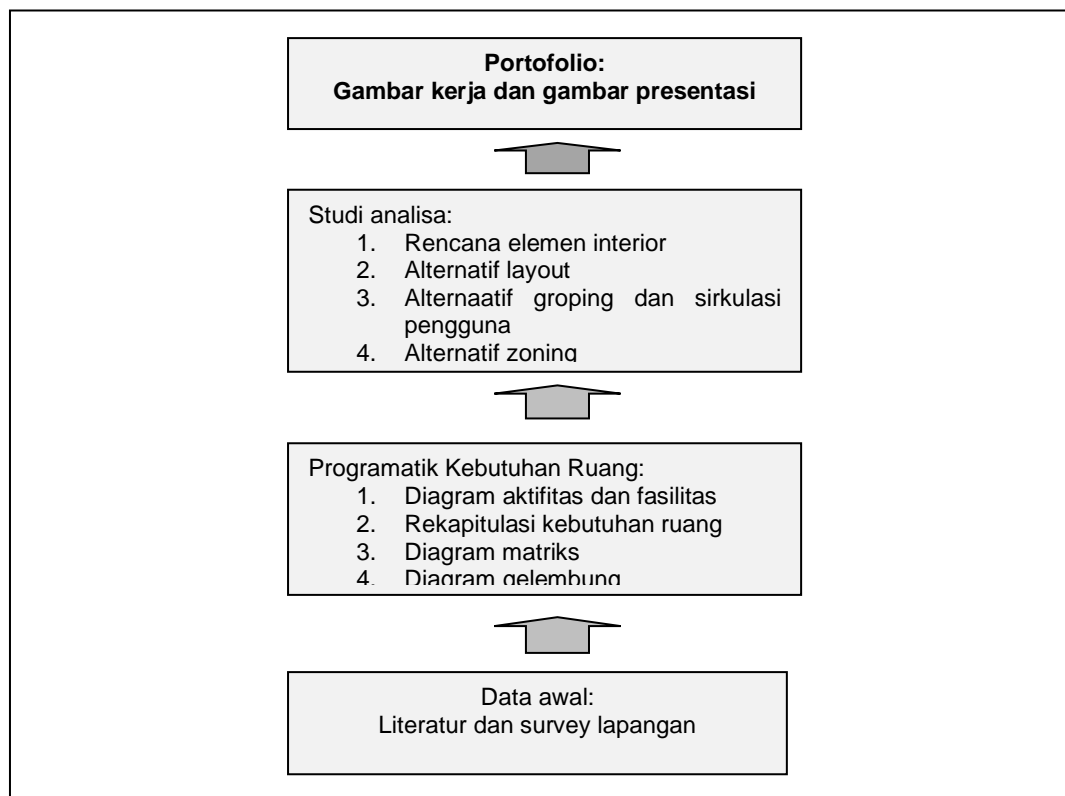 Portofolio:
Gambar kerja dan gambar presentasi
Studi analisa:
1. Rencana elemen interior
2. Alternatif layout
3. Alternaatif groping dan sirkulasi
pengguna
4. Alternatif zoning
Programatik Kebutuhan Ruang:
1. Diagram aktifitas dan fasilitas
2. Rekapitulasi kebutuhan ruang
3. Diagram matriks
4. Diagram gelembung
Data awal:
Literatur dan survey lapangan